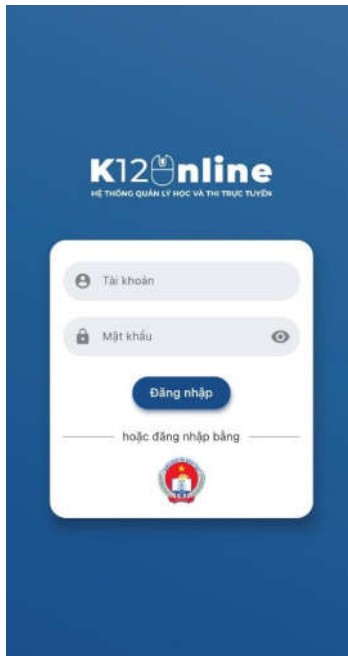 K12Online
HỆ THỐNG QUẢN LÝ HỌC VÀ THI TRỰC TUYẾN
Tài khoản
Mật khẩu
Đăng nhập
hoặc đăng nhập bằng